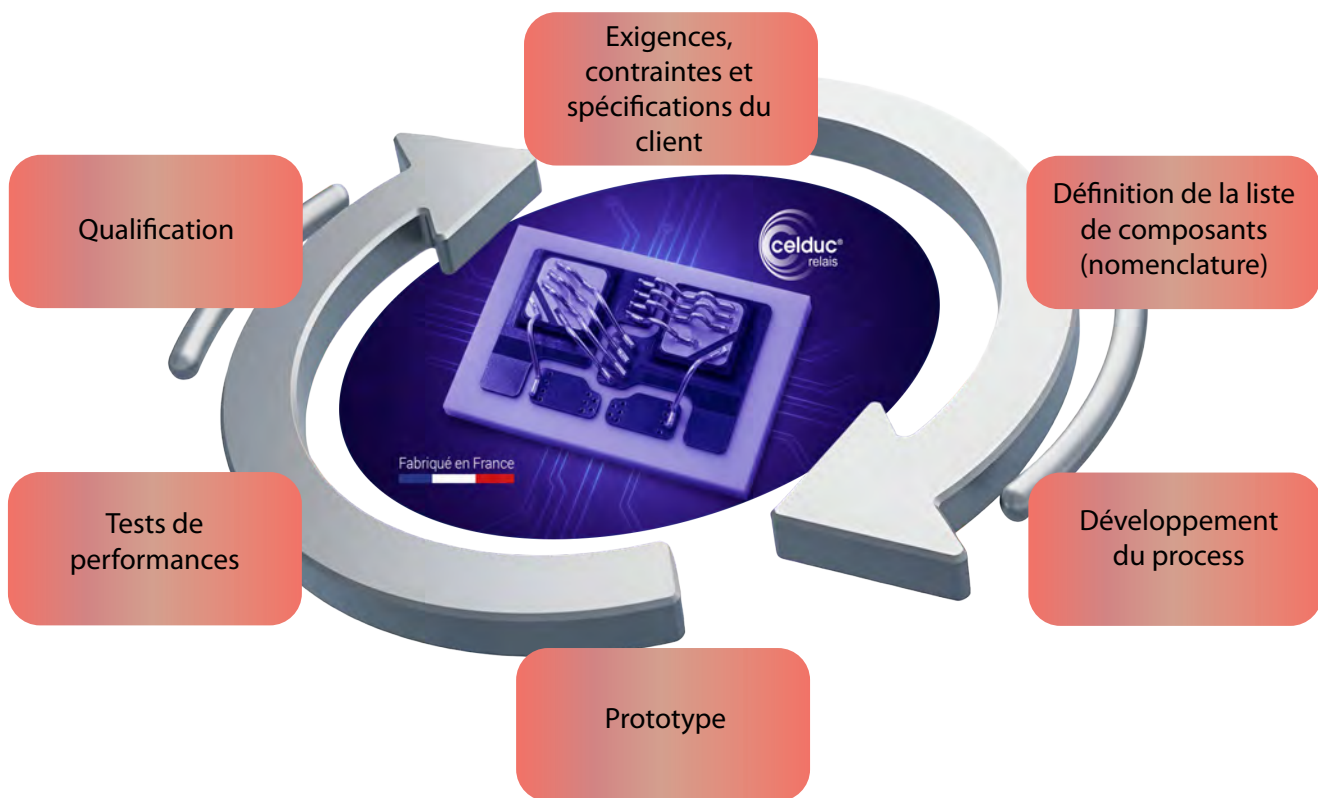 Exigences,
contraintes et
spécifications du
client
Définition de la liste
de composants
(nomenclature)
Développement
du process
Prototype
Tests de
performances
Qualification
celduc®
relais
Fabriqué en France